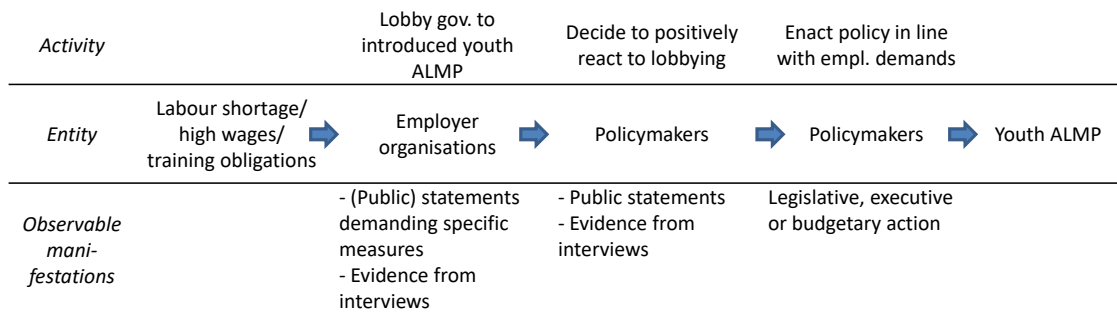 Activity
Lobby gov. to
introduced youth
ALMP
Decide to positively
react to lobbying
Enact policy in line
with empl. demands
Entity
Labour shortage/
high wages/
training obligations
Employer
organisations
Policymakers
Policymakers
Youth ALMP
Observable
mani-
festations
- (Public) statements
demanding specific
measures
- Evidence from
interviews
- Public statements
- Evidence from
interviews
Legislative, executive
or budgetary action